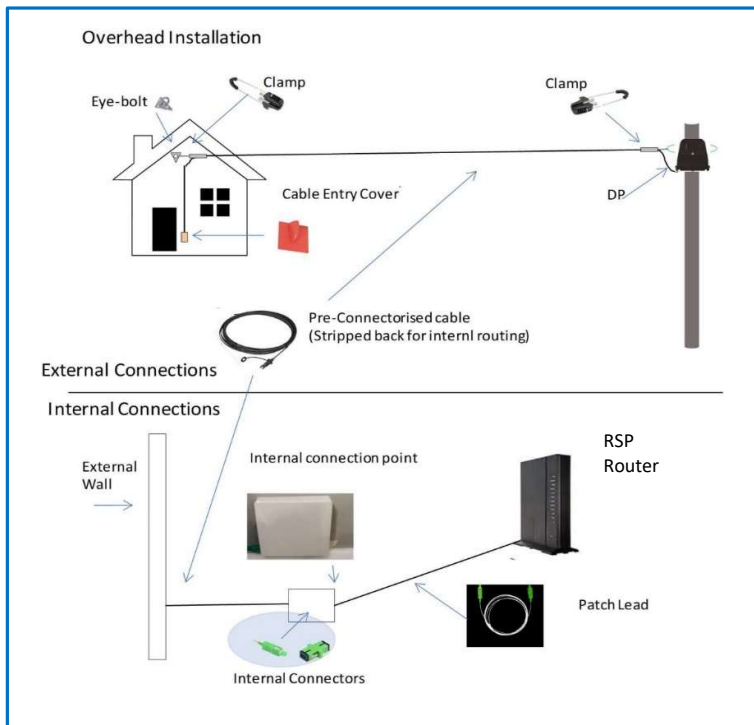 Overhead Installation
Clamp
Clamp
Eye-bolt
Cable Entry Cover
DP
Pre-Connectorised cable
(Stripped back for internl routing)
External Connections
Internal Connections
RSP
Router
Internal connection point
External
Wall
Patch Lead
Internal Connectors